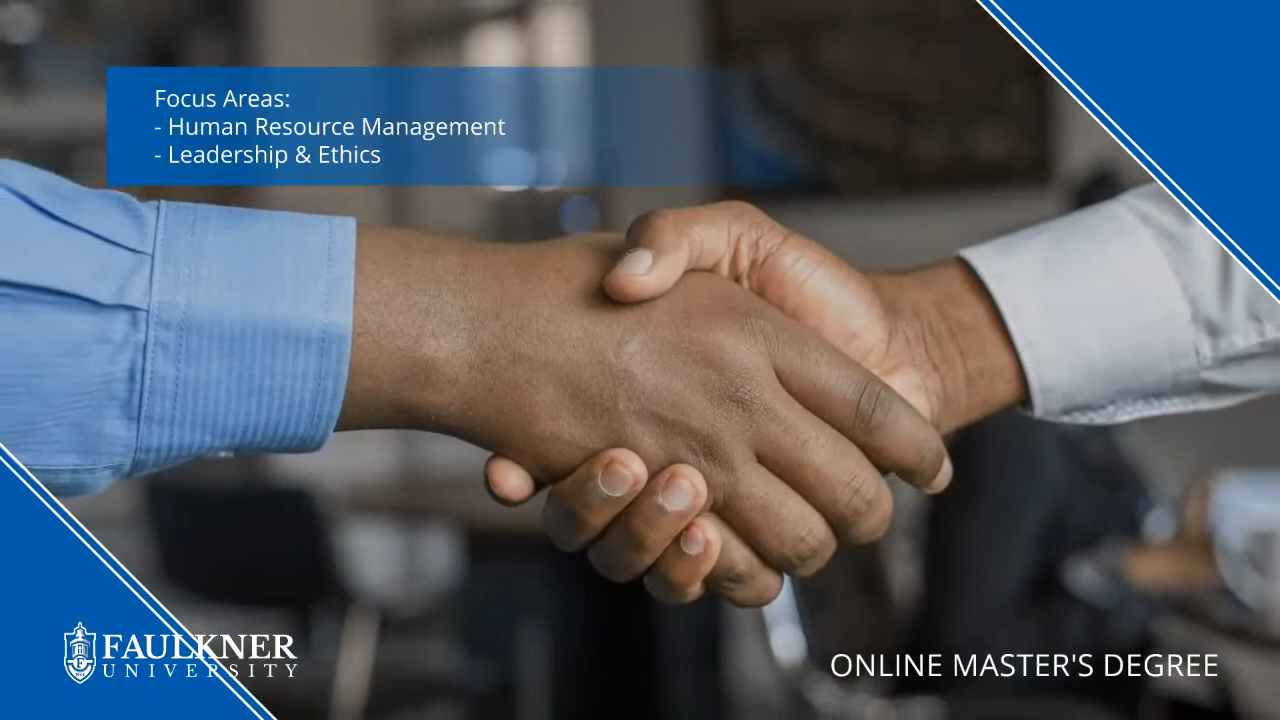 Focus Areas:
- Human Resource Management
- Leadership & Ethics
FAULKNER
UNIVERSITY
ONLINE MASTER'S DEGREE